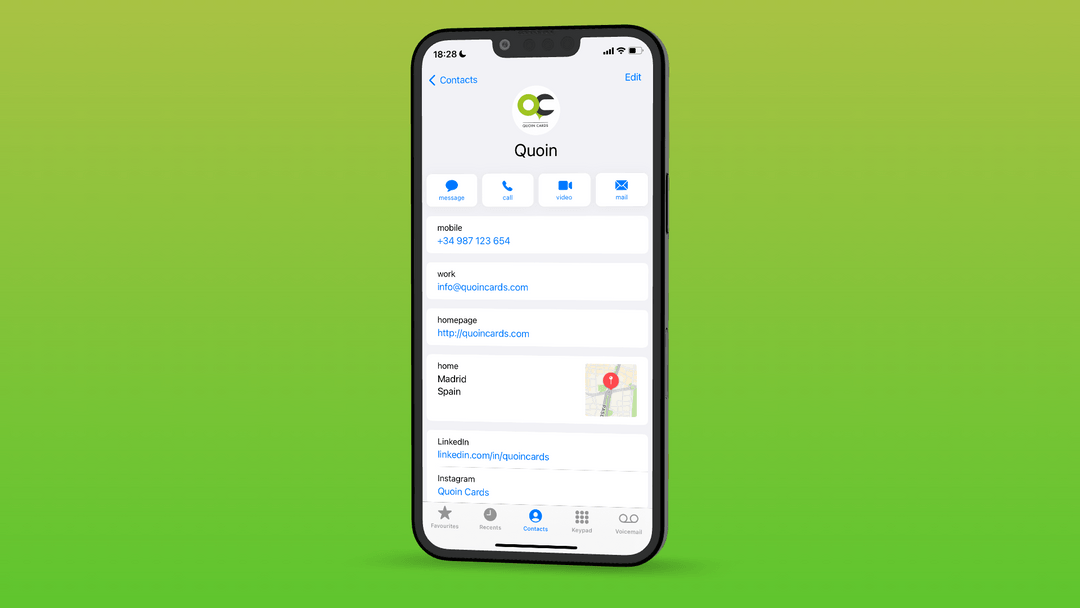 18:28
Contacts
Edit
QC
QUOIN CARDS
Quoin
message
call
video
mail
mobile
+34 987 123 654
work
info@quoincards.com
homepage
http://quoincards.com
home
Madrid
Spain
LinkedIn
linkedin.com/in/quoincards
Instagram
Quoin Cards
Favourites
Recents
Contacts
Keypad
Voicemail